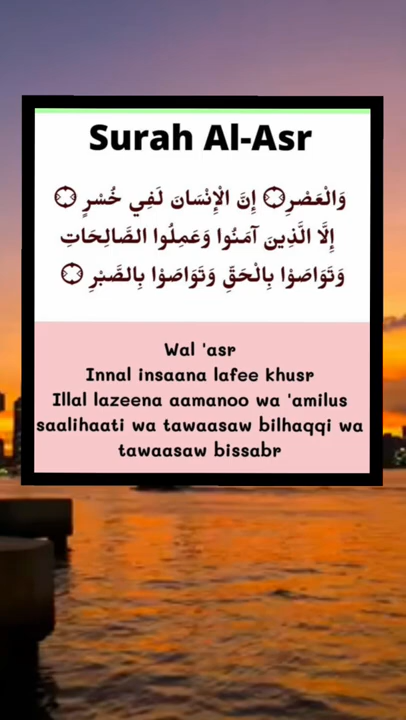 Surah Al-Asr
وَالْعَصْرِ۝ إِنَ الْإِنْسَان لَفِي خُسْرٍ ۝
إِلَّا الَّذِينَ آمَنُوا وَعَمِلُوا الصَّالِحَاتِ
وَتَوَاصَوْا بِالْحَقِّ وَتَوَاصَوْا بِالصَّبْرِ ۝
Wal 'asr
Innal insaana lafee khusr
Illal lazeena aamanoo wa 'amilus
saalihaati wa tawaasaw bilhaqqi wa
tawaasaw bissabr